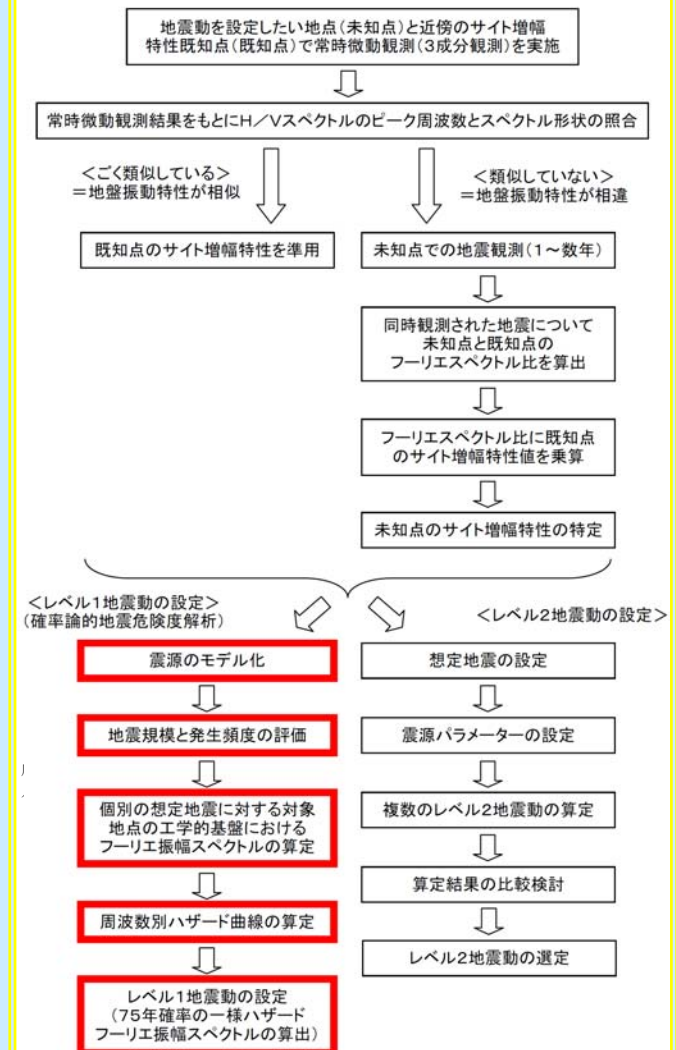 地震動を設定したい地点(未知点)と近傍のサイト増幅
特性既知点(既知点)で常時微動観測(3成分観測)を実施
常時微動観測結果をもとにH/Vスペクトルのピーク周波数とスペクトル形状の照合
<ごく類似している>
=地盤振動特性が相似
<類似していない>
=地盤振動特性が相違
既知点のサイト増幅特性を準用
未知点での地震観測(1~数年)
同時観測された地震について
未知点と既知点の
フーリエスペクトル比を算出
フーリエスペクトル比に既知点
のサイト増幅特性値を乗算
未知点のサイト増幅特性の特定
<レベル1地震動の設定>
(確率論的地震危険度解析)
<レベル2地震動の設定>
震源のモデル化
地震規模と発生頻度の評価
個別の想定地震に対する対象
地点の工学的基盤における
フーリエ振幅スペクトルの算定
周波数別ハザード曲線の算定
レベル1地震動の設定
(75年確率の一様ハザード
フーリエ振幅スペクトルの算出)
想定地震の設定
震源パラメーターの設定
複数のレベル2地震動の算定
算定結果の比較検討
レベル2地震動の選定